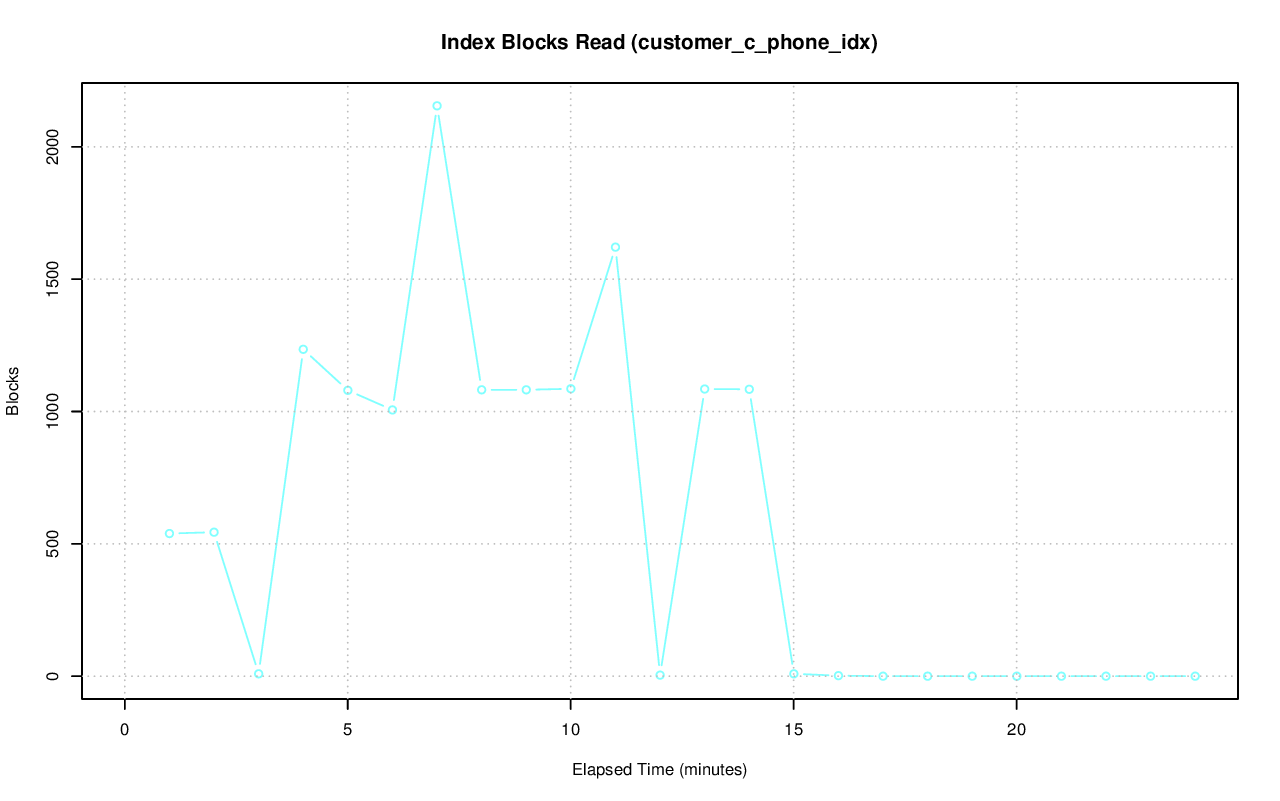 Index Blocks Read (customer_c_phone_idx)
Blocks
2000
1500
1000
500
0
0 5 10 15 20
Elapsed Time (minutes)